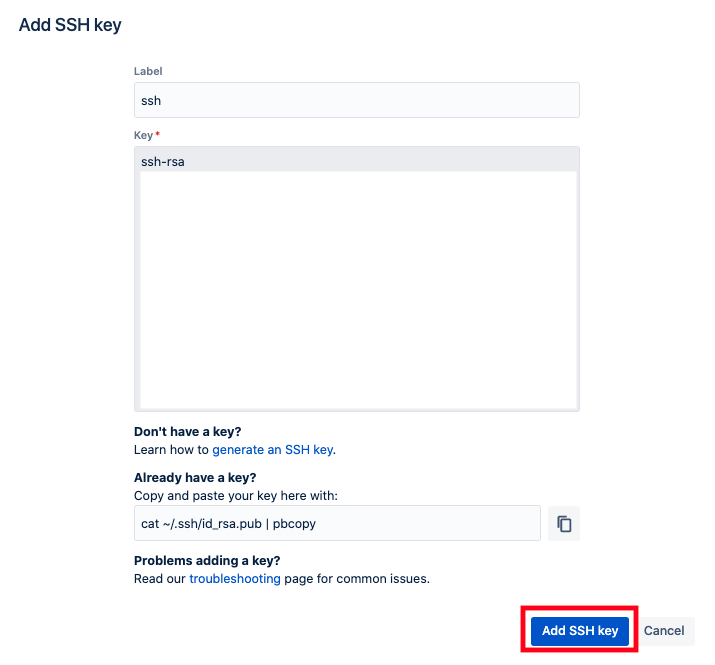 Add SSH key
Label
ssh
Key*
ssh-rsa
Don't have a key?
Learn how to generate an SSH key.
Already have a key?
Copy and paste your key here with:
cat ~/.ssh/id_rsa.pub | pbcopy
Problems adding a key?
Read our troubleshooting page for common issues.
Add SSH key Cancel